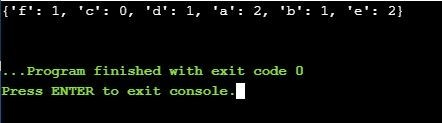 {'f': 1, 'c': 0, 'd': 1, 'a': 2, 'b': 1, 'e': 2}
...Program finished with exit code 0
Press ENTER to exit console.